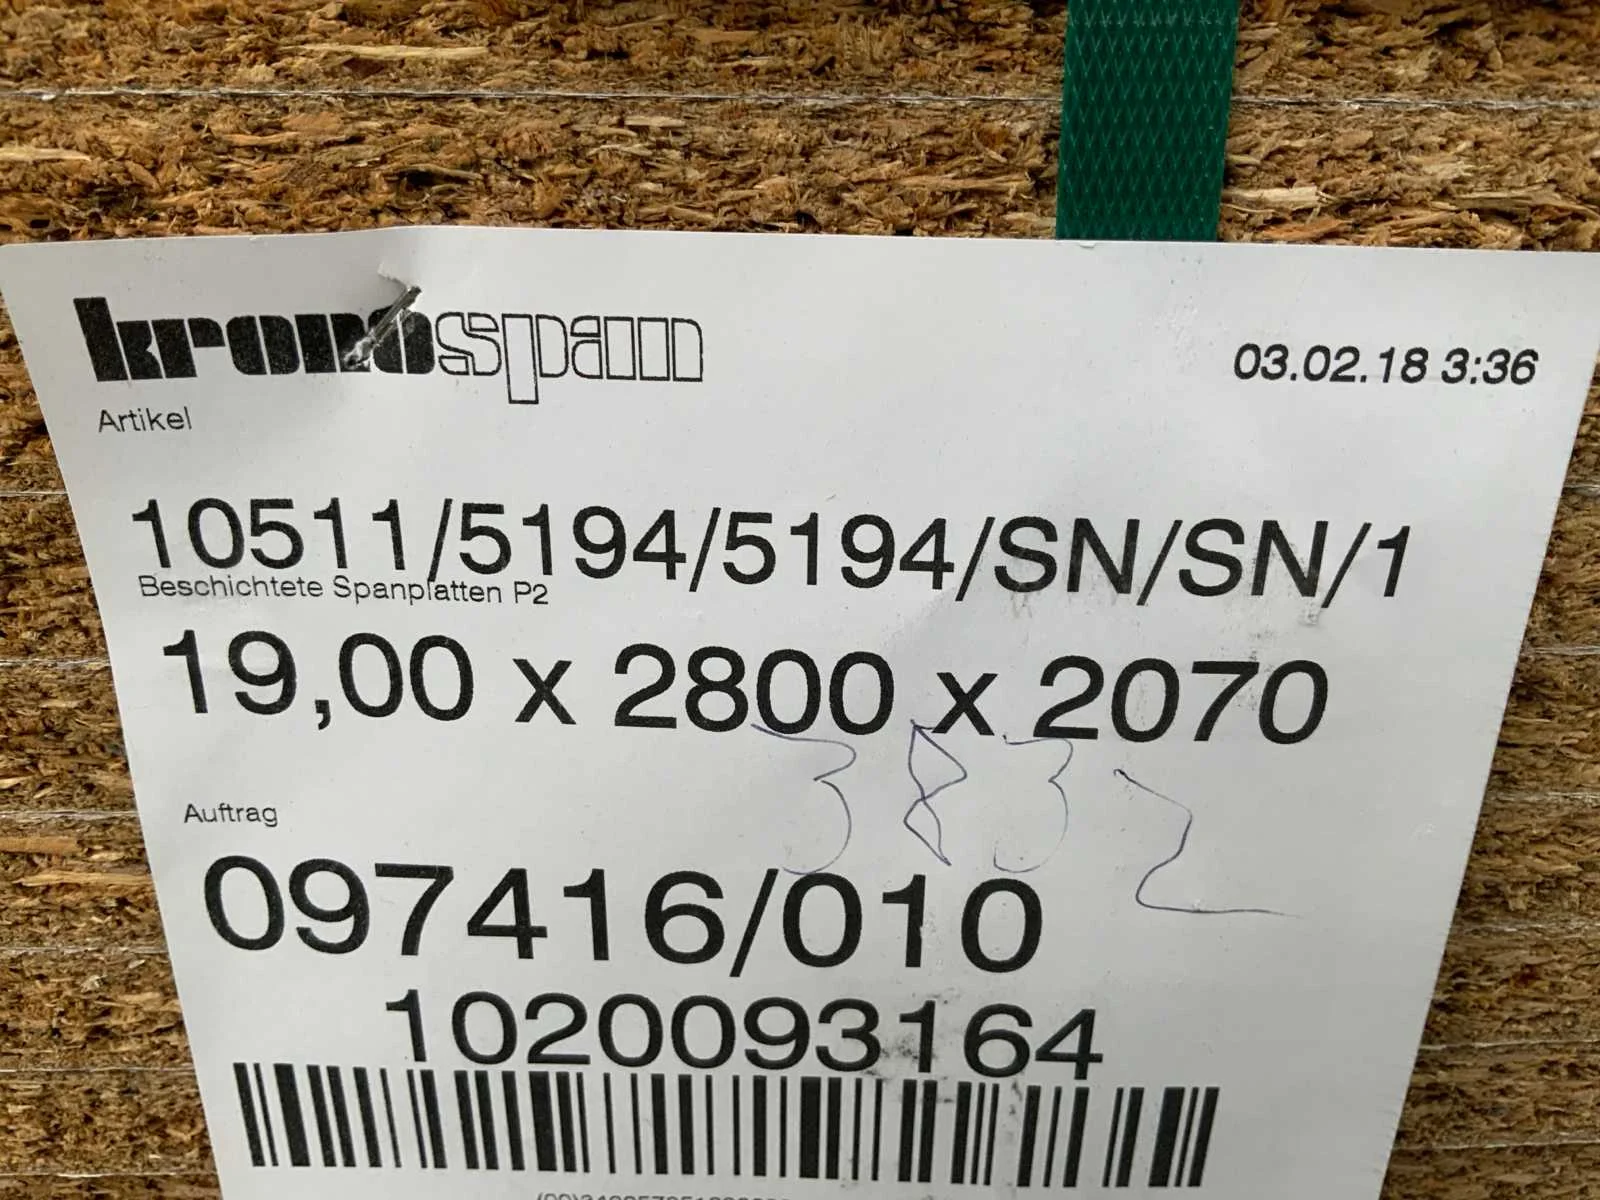 kronospan
03.02.18 3:36
Artikel
10511/5194/5194/SN/SN/1
Beschichtete Spanplatten P2
19,00 x 2800 x 2070
3832
Auftrag
097416/010
1020093164